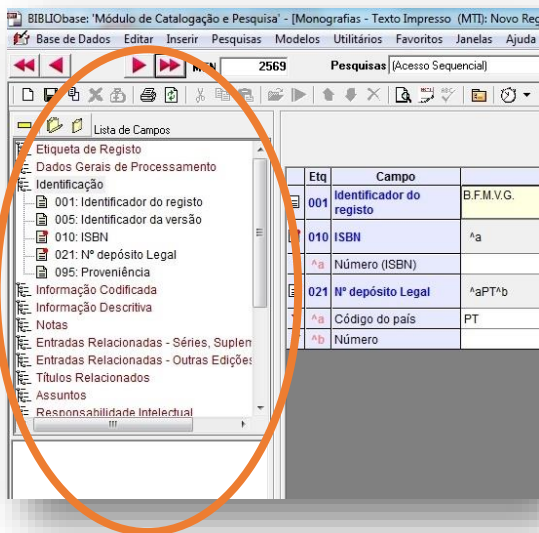 BIBLIObase: 'Módulo de Catalogação e Pesquisa' - [Monografias - Texto Impresso (MTI): Novo Reg
Base de Dados Editar Inserir Pesquisas Modelos Utilitários Favoritos Janelas Ajuda
MFN 2569 Pesquisas (Acesso Sequencial)
Lista de Campos
Etiqueta de Registo
Dados Gerais de Processamento
Identificação
001: Identificador do registo
005: Identificador da versão
010: ISBN
021: Nº depósito Legal
095: Proveniência
Informação Codificada
Informação Descritiva
Notas
Entradas Relacionadas - Séries, Suplem
Entradas Relacionadas - Outras Ediçõe
Títulos Relacionados
Assuntos
Responsabilidade Intelectual
Etq Campo
001 Identificador do registo B.F.M.V.G.
010 ISBN ^a
^a Número (ISBN)
021 Nº depósito Legal ^aPT^b
^a Código do país PT
^b Número